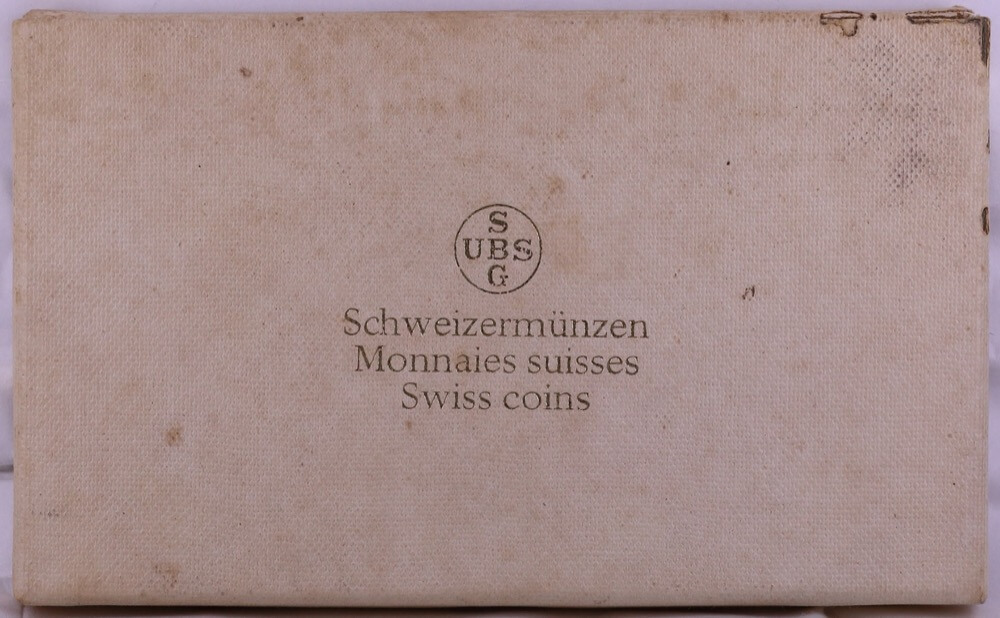 S
UBS
G
Schweizermünzen
Monnaies suisses
Swiss coins